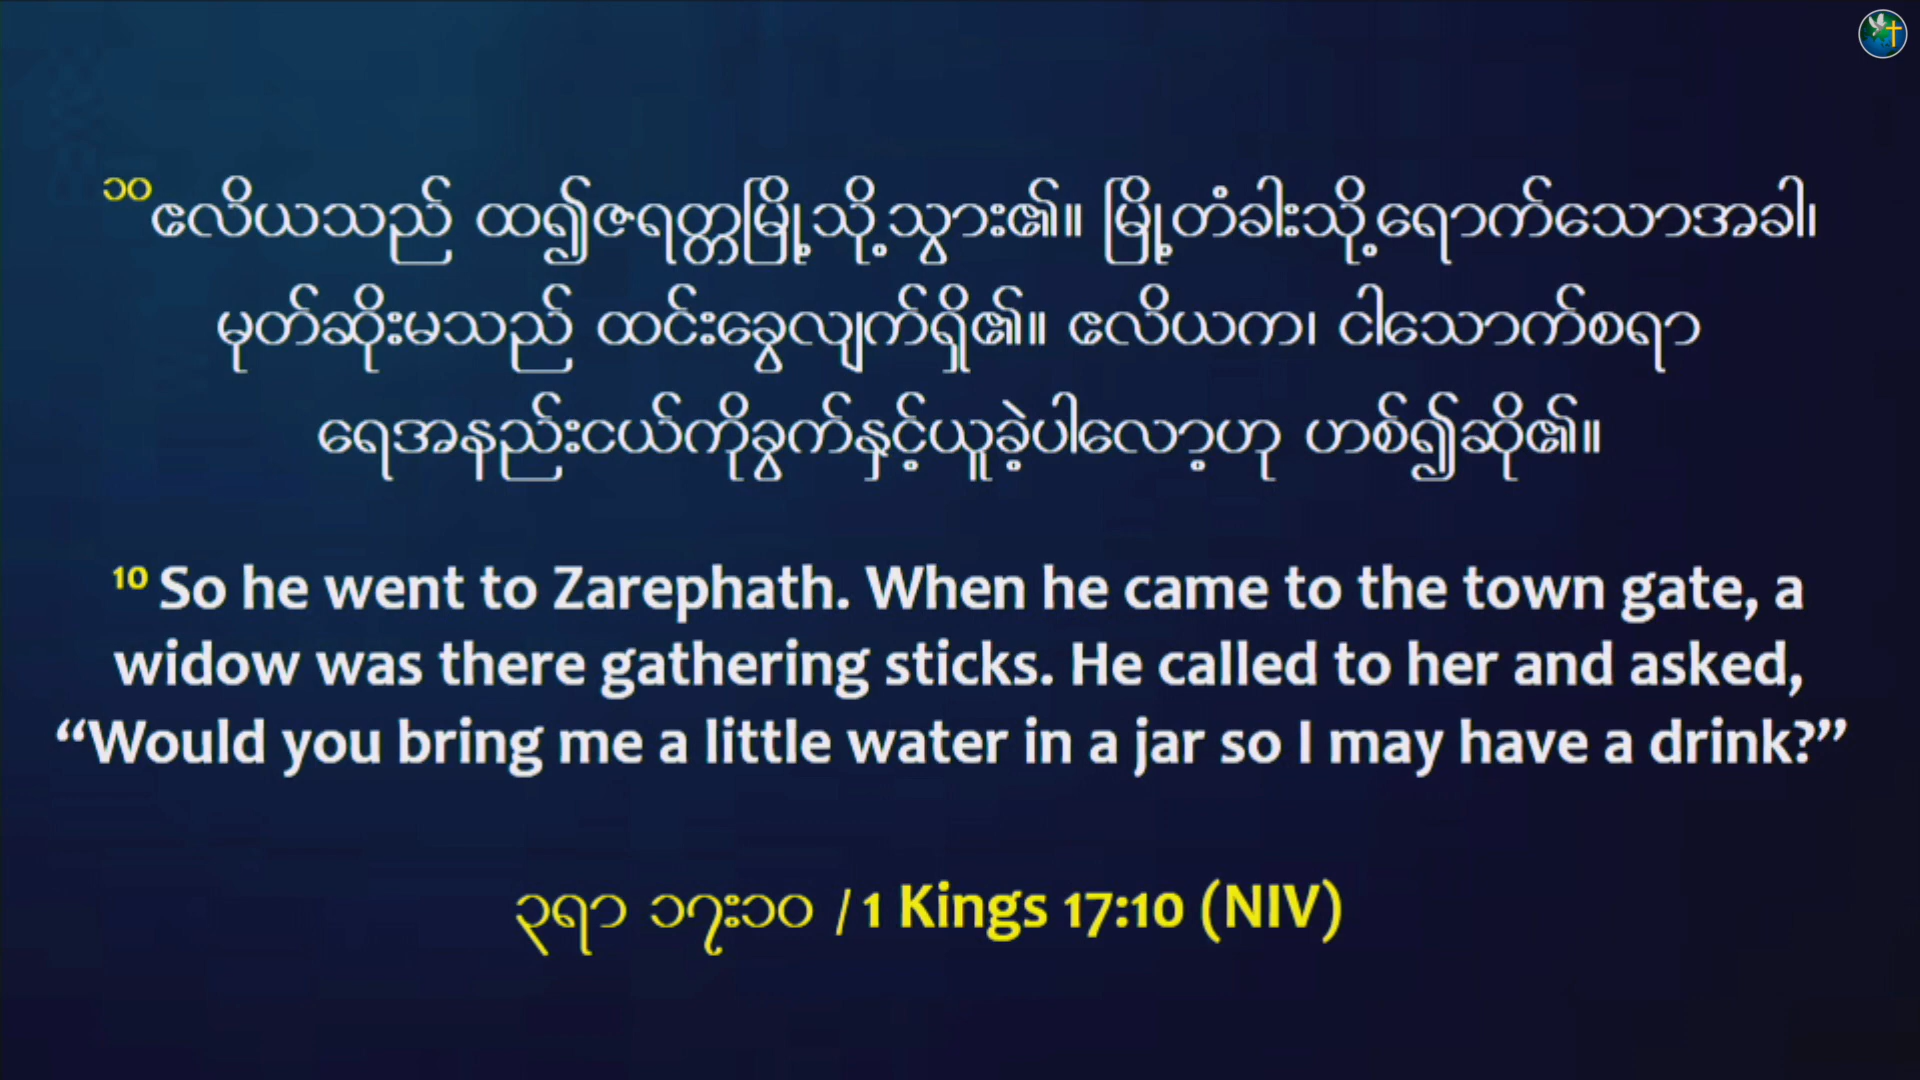 ၁၀ဧလိယသည် ထ၍ဇရတ္တမြို့သို့သွား၏။ မြို့တံခါးသို့ရောက်သောအခါ၊
မုတ်ဆိုးမသည် ထင်းခွေလျက်ရှိ၏။ ဧလိယက၊ ငါသောက်စရာ
ရေအနည်းငယ်ကိုခွက်နှင့်ယူခဲ့ပါလော့ဟု ဟစ်၍ဆို၏။
10 So he went to Zarephath. When he came to the town gate, a
widow was there gathering sticks. He called to her and asked,
“Would you bring me a little water in a jar so I may have a drink?”
၃ရာ ၁၇း၁၀ / 1 Kings 17:10 (NIV)